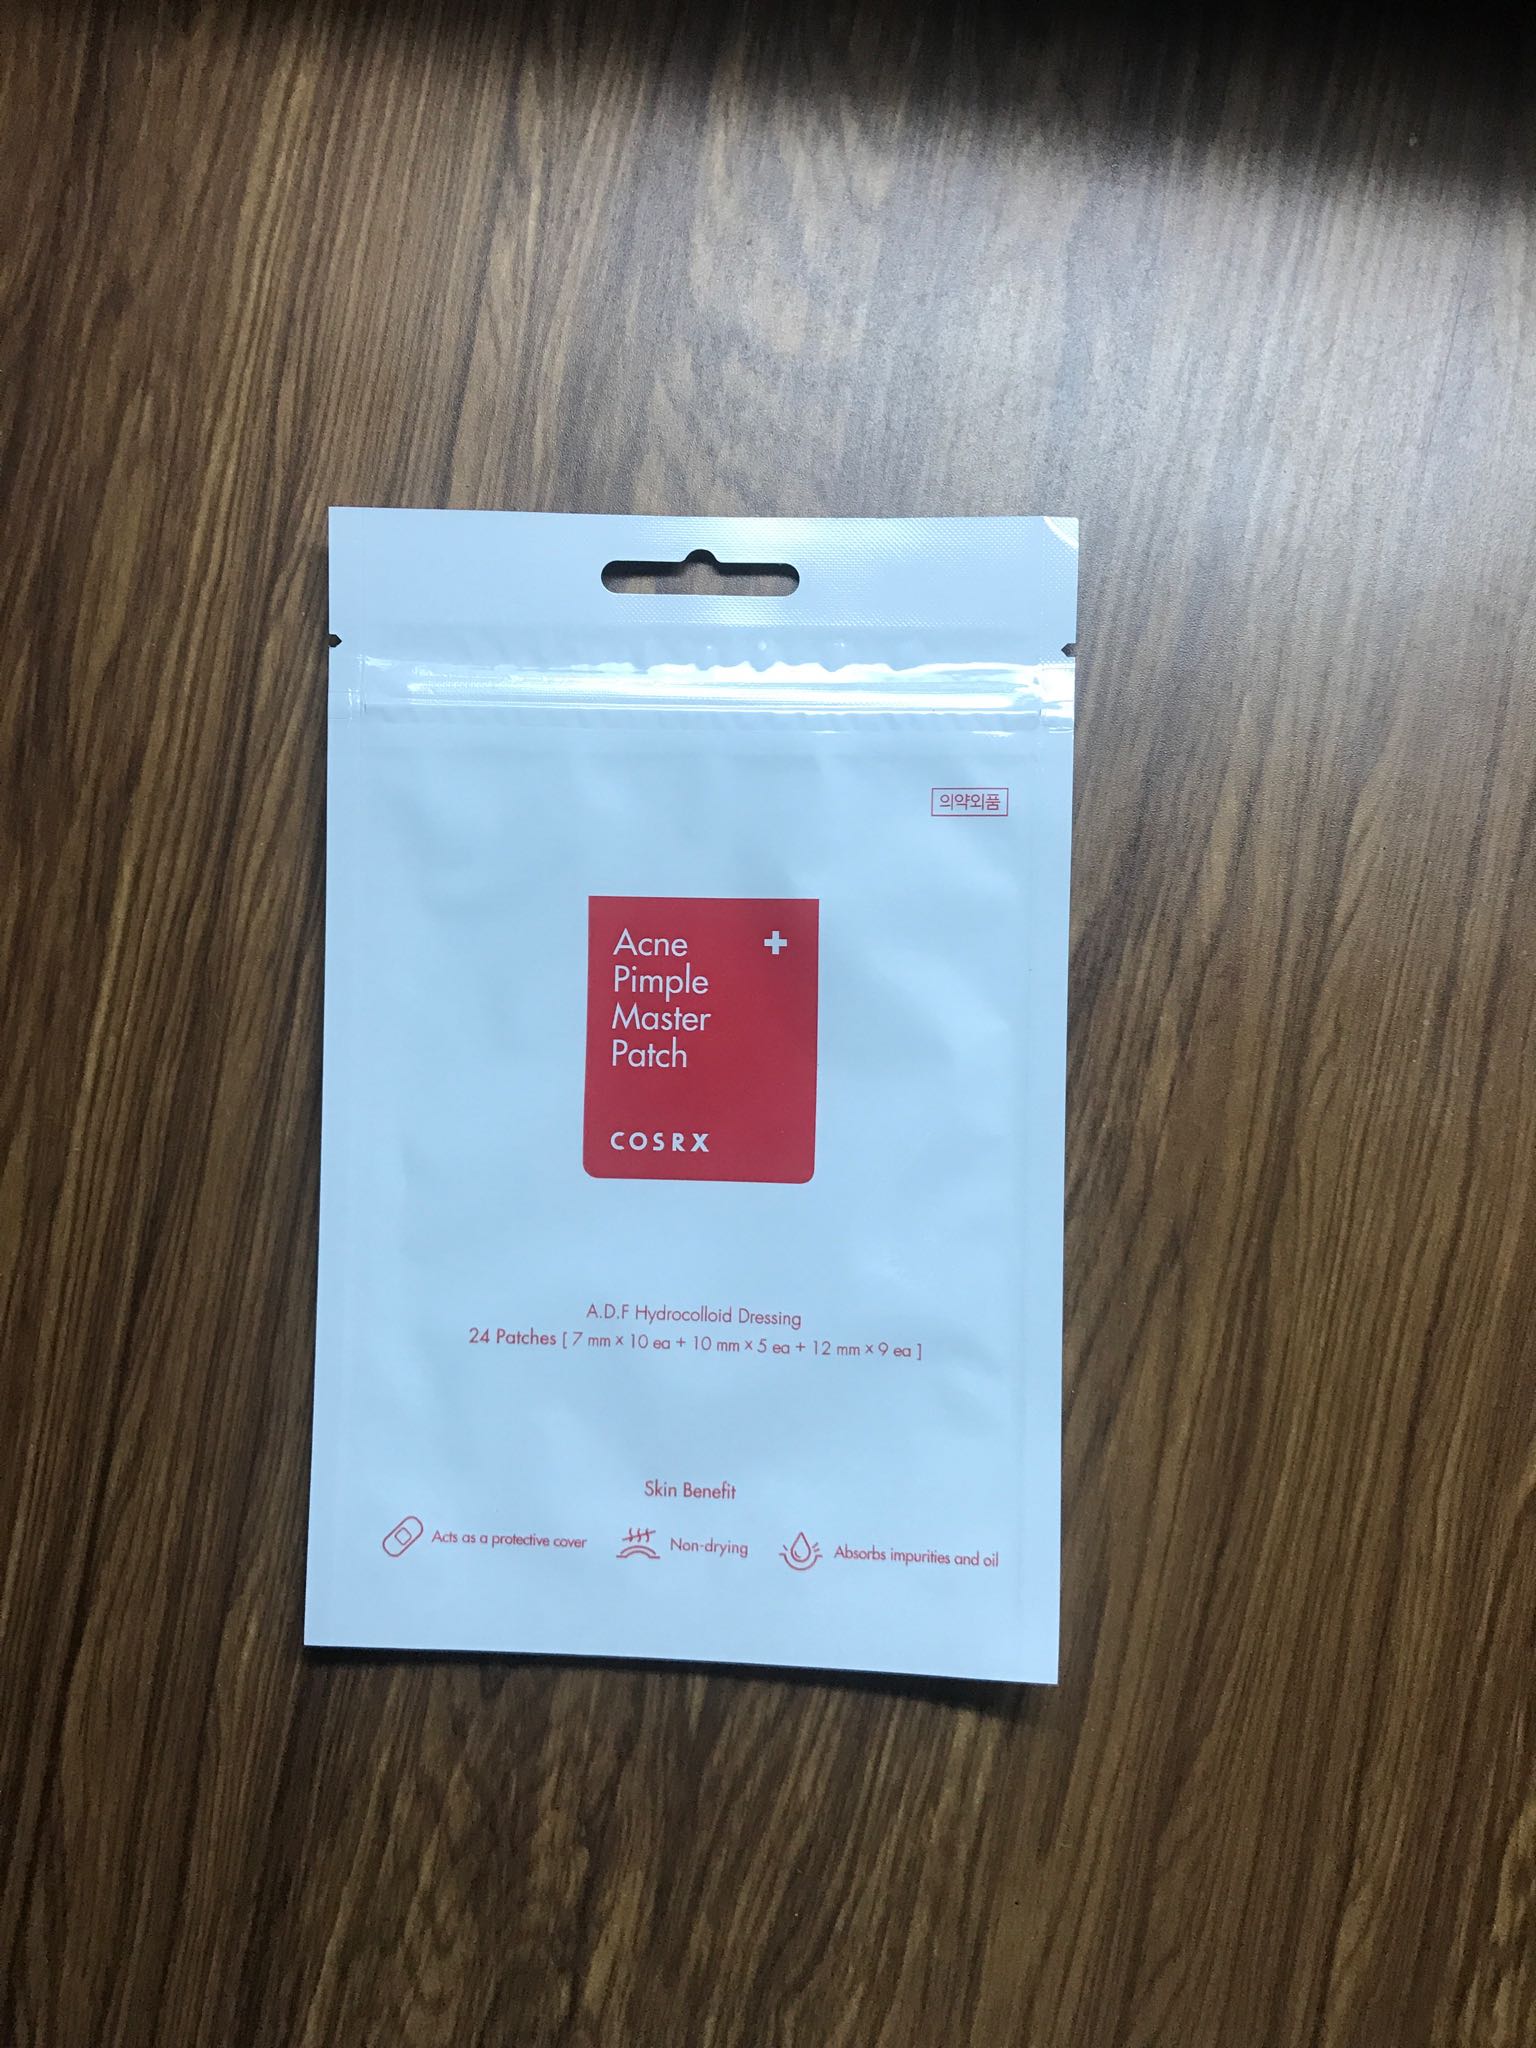 의약외품
Acne
Pimple
Master
Patch
COSRX
A.D.F Hydrocolloid Dressing
24 Patches [ 7 mm × 10 ea + 10 mm × 5 ea + 12 mm × 9 ea ]
Skin Benefit
Acts as a protective cover Non-drying Absorbs impurities and oil